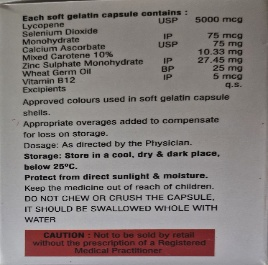 Each soft gelatin capsule contains :
Lycopene USP 5000 mcg
Selenium Dioxide
Monohydrate IP 75 mcg
Calcium Ascorbate USP 75 mg
Mixed Carotene 10% 10.33 mg
Zinc Sulphate Monohydrate IP 27.45 mg
Wheat Germ Oil BP 25 mg
Vitamin B12 IP 5 mcg
Excipients q.s.
Approved colours used in soft gelatin capsule
shells.
Appropriate overages added to compensate
for loss on storage.
Dosage: As directed by the Physician.
Storage: Store in a cool, dry & dark place,
below 25ºC.
Protect from direct sunlight & moisture.
Keep the medicine out of reach of children.
DO NOT CHEW OR CRUSH THE CAPSULE,
IT SHOULD BE SWALLOWED WHOLE WITH
WATER
CAUTION : Not to be sold by retail
without the prescription of a Registered
Medical Practitioner